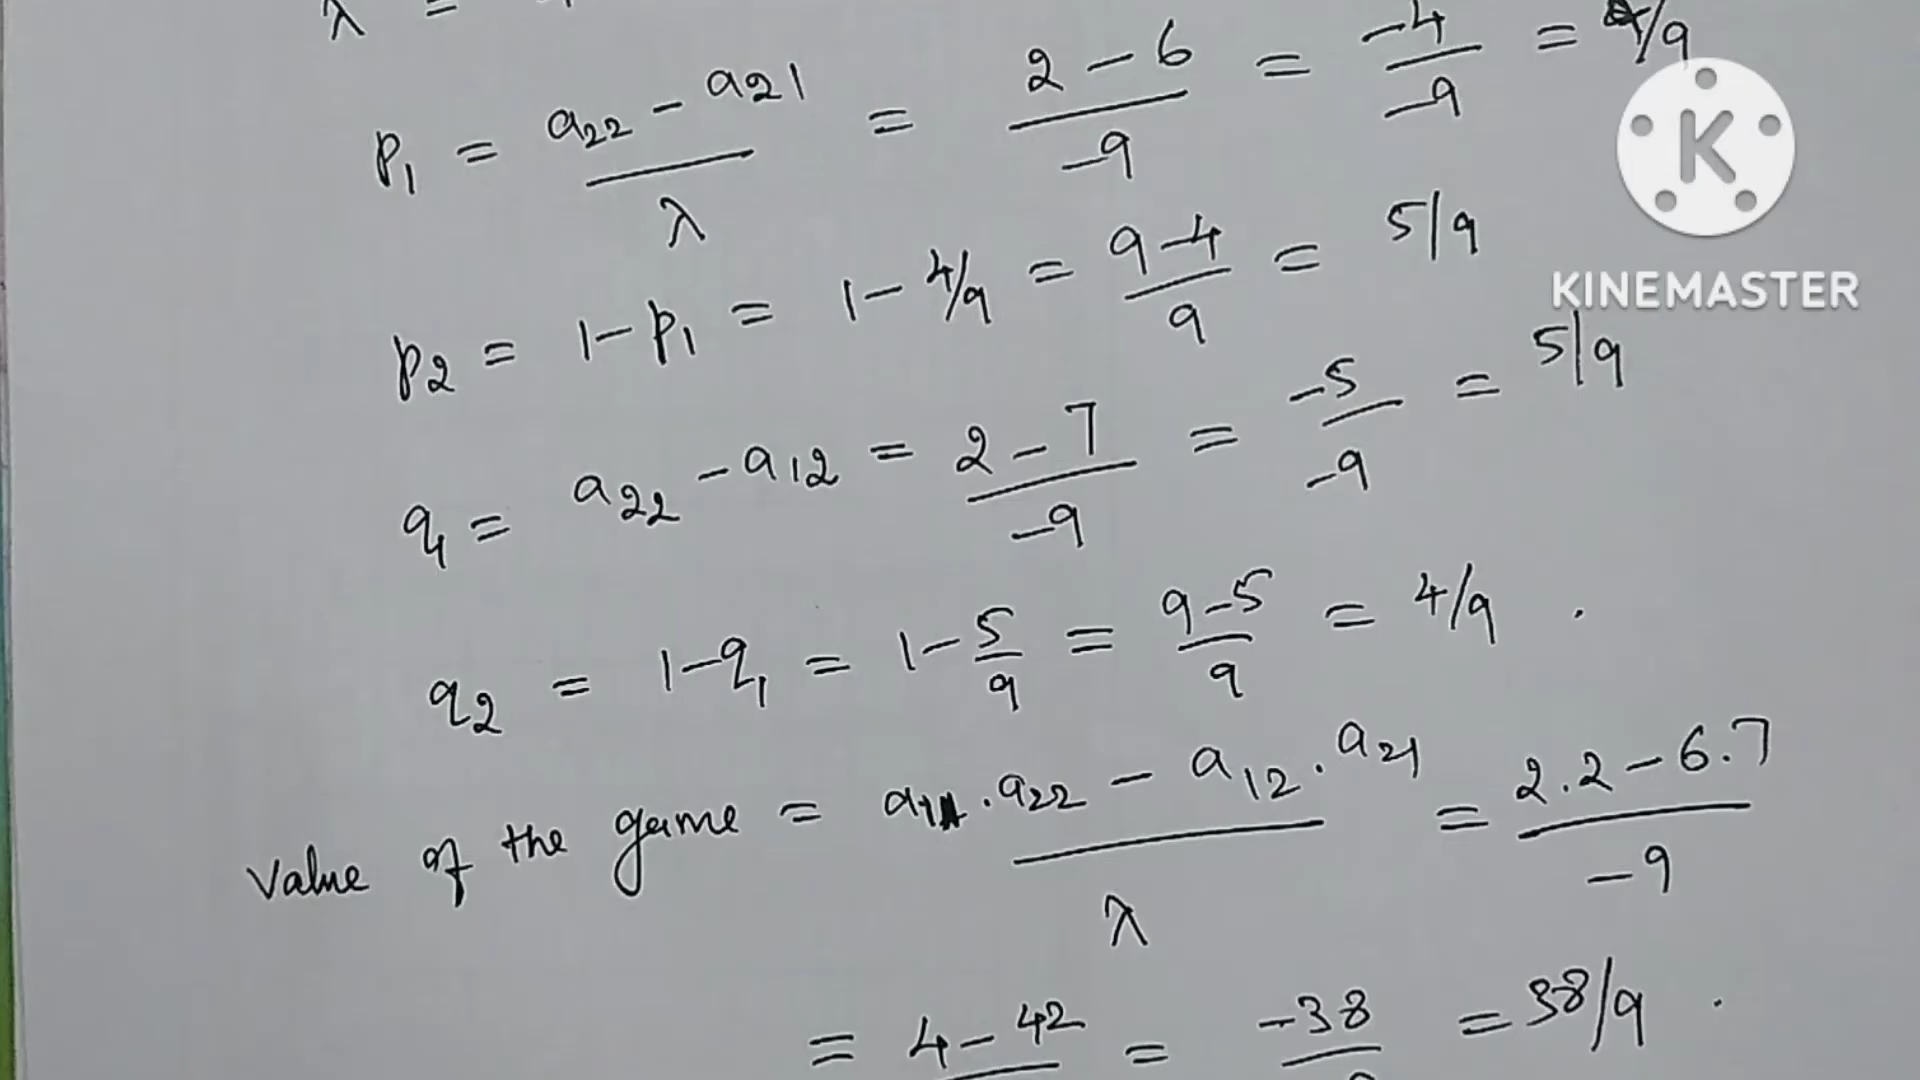 λ =
p₁ = (a₂₂ - a₂₁)/λ = (2 - 6)/-9 = -4/-9 = 4/9
KINEMASTER
p₂ = 1 - p₁ = 1 - 4/9 = (9 - 4)/9 = 5/9
q₁ = a₂₂ - a₁₂ = (2 - 7)/-9 = -5/-9 = 5/9
q₂ = 1 - q₁ = 1 - 5/9 = (9 - 5)/9 = 4/9 .
Value of the game = (a₁₁ . a₂₂ - a₁₂ . a₂₁)/λ = (2.2 - 6.7)/-9
= 4 - 42 = -38 = 38/9 .